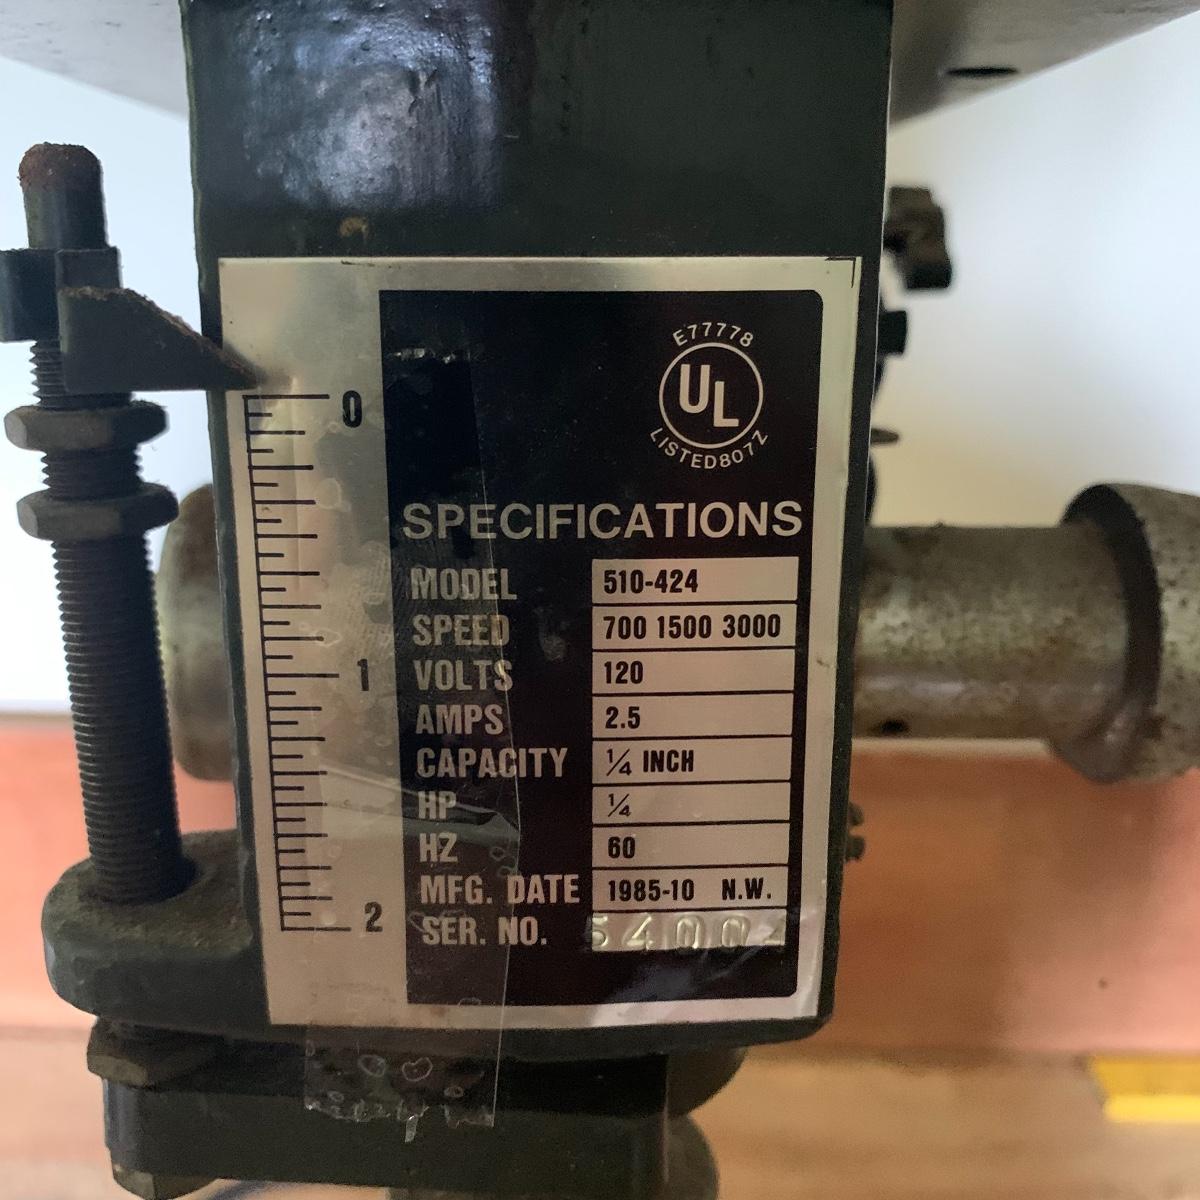 E77778
UL
LISTED807Z
0
1
2
SPECIFICATIONS
MODEL 510-424
SPEED 700 1500 3000
VOLTS 120
AMPS 2.5
CAPACITY 1/4 INCH
HP 1/4
HZ 60
MFG. DATE 1985-10 N.W.
SER. NO. 54004